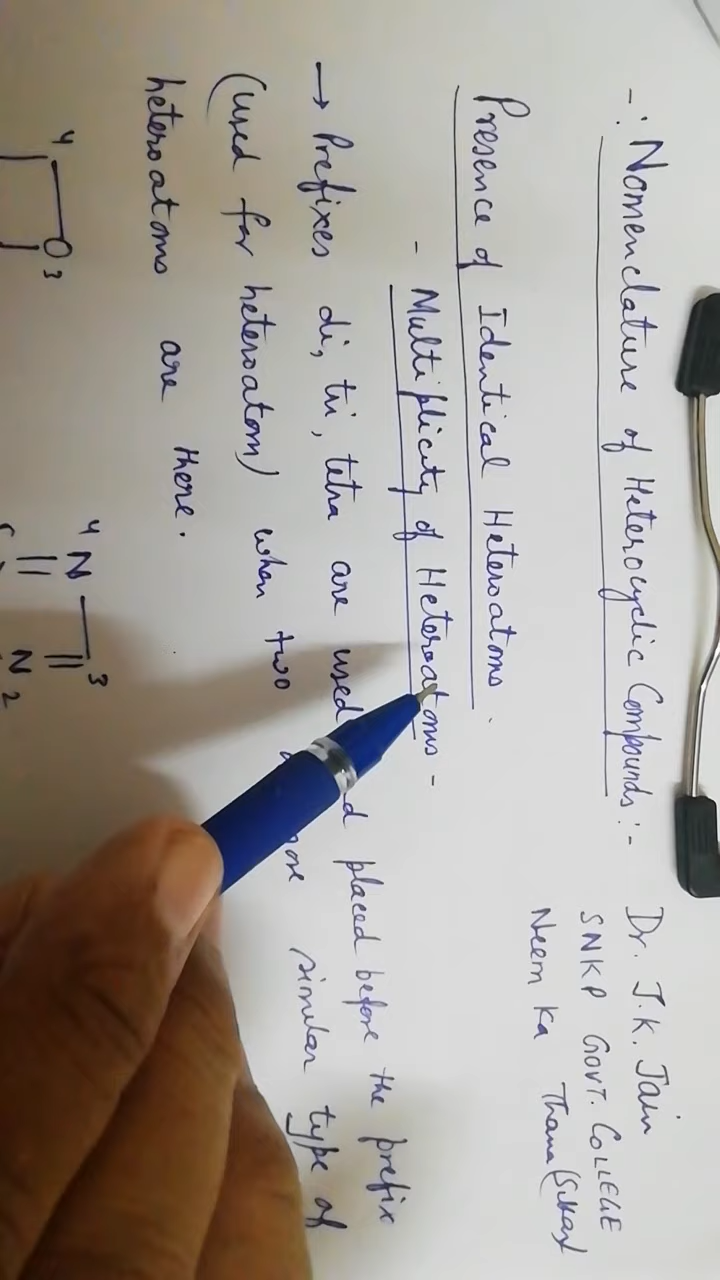 -: Nomenclature of Heterocyclic Compounds:-
Dr. J.K. Jain
SNKP GOVT. COLLEGE
Neem Ka Thana (Sikar)
Presence of Identical Heteroatoms.
- Multiplicity of Heteroatoms -
→ Prefixes di, tri, tetra are used placed before the prefix
(used for heteroatom) when two similar type of
heteroatoms are there.
4 O 3
4 N 3
N 2